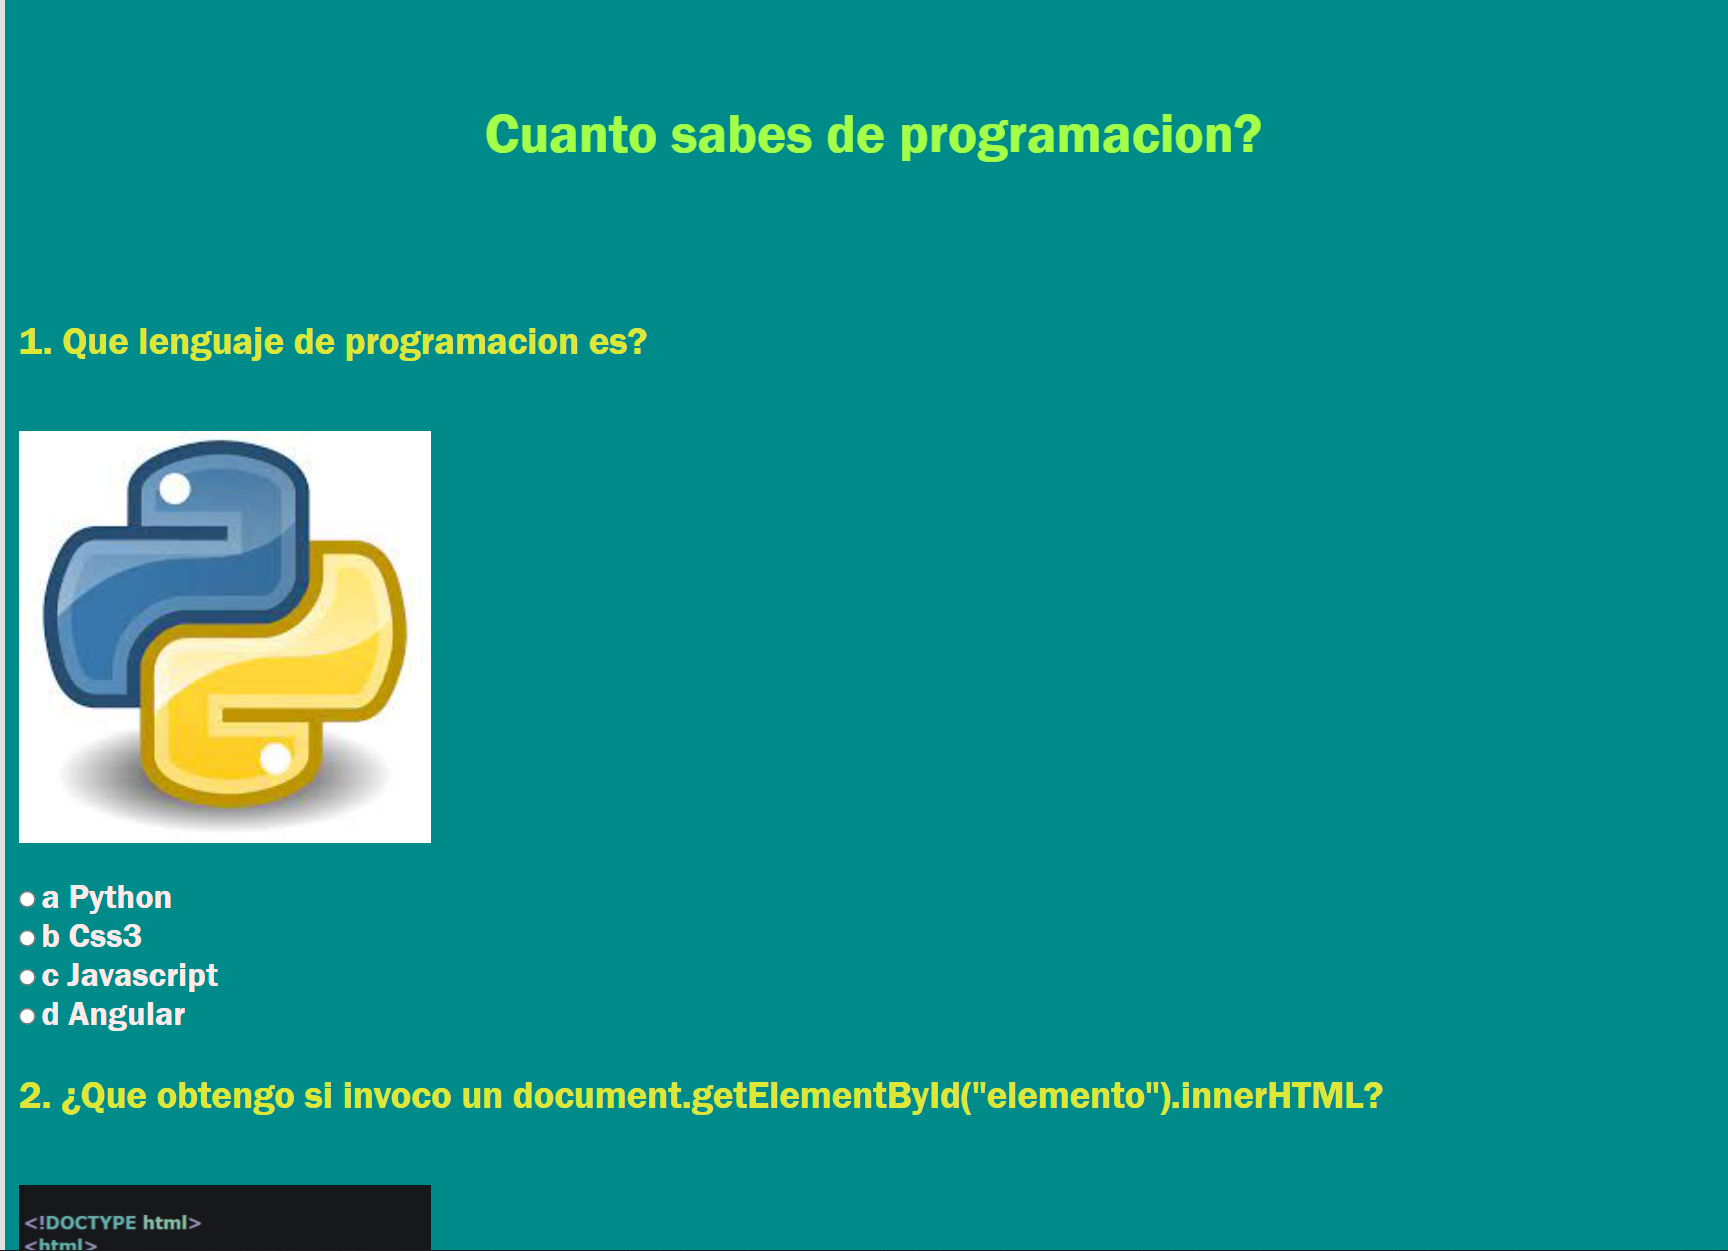 Cuanto sabes de programacion?
1. Que lenguaje de programacion es?
a Python
b Css3
c Javascript
d Angular
2. ¿Que obtengo si invoco un document.getElementById("elemento").innerHTML?
<!DOCTYPE html>
<html>